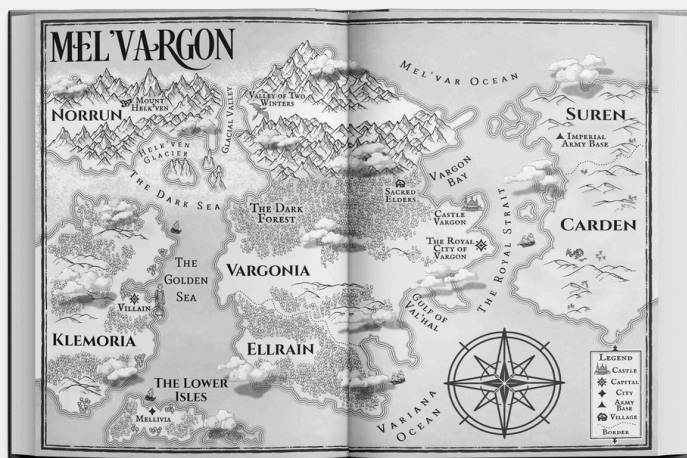 MEL'VARGON
MEL'VAR OCEAN
NORRUN
MOUNT
HELK'VEN
GLACIAL VALLEY
VALLEY OF TWO
WINTERS
SUREN
IMPERIAL
ARMY BASE
HELK'VEN
GLACIER
THE DARK SEA
VARGON
BAY
SACRED
ELDERS
THE DARK
FOREST
CASTLE
VARGON
THE ROYAL STRAIT
CARDEN
THE ROYAL
CITY OF
VARGON
THE
GOLDEN
SEA
VARGONIA
VILLAIN
GULF OF
VAL'HAL
KLEMORIA
ELLRAIN
THE LOWER
ISLES
MELLIVIA
VARIANA
OCEAN
LEGEND
CASTLE
CAPITAL
CITY
ARMY
BASE
VILLAGE
BORDER